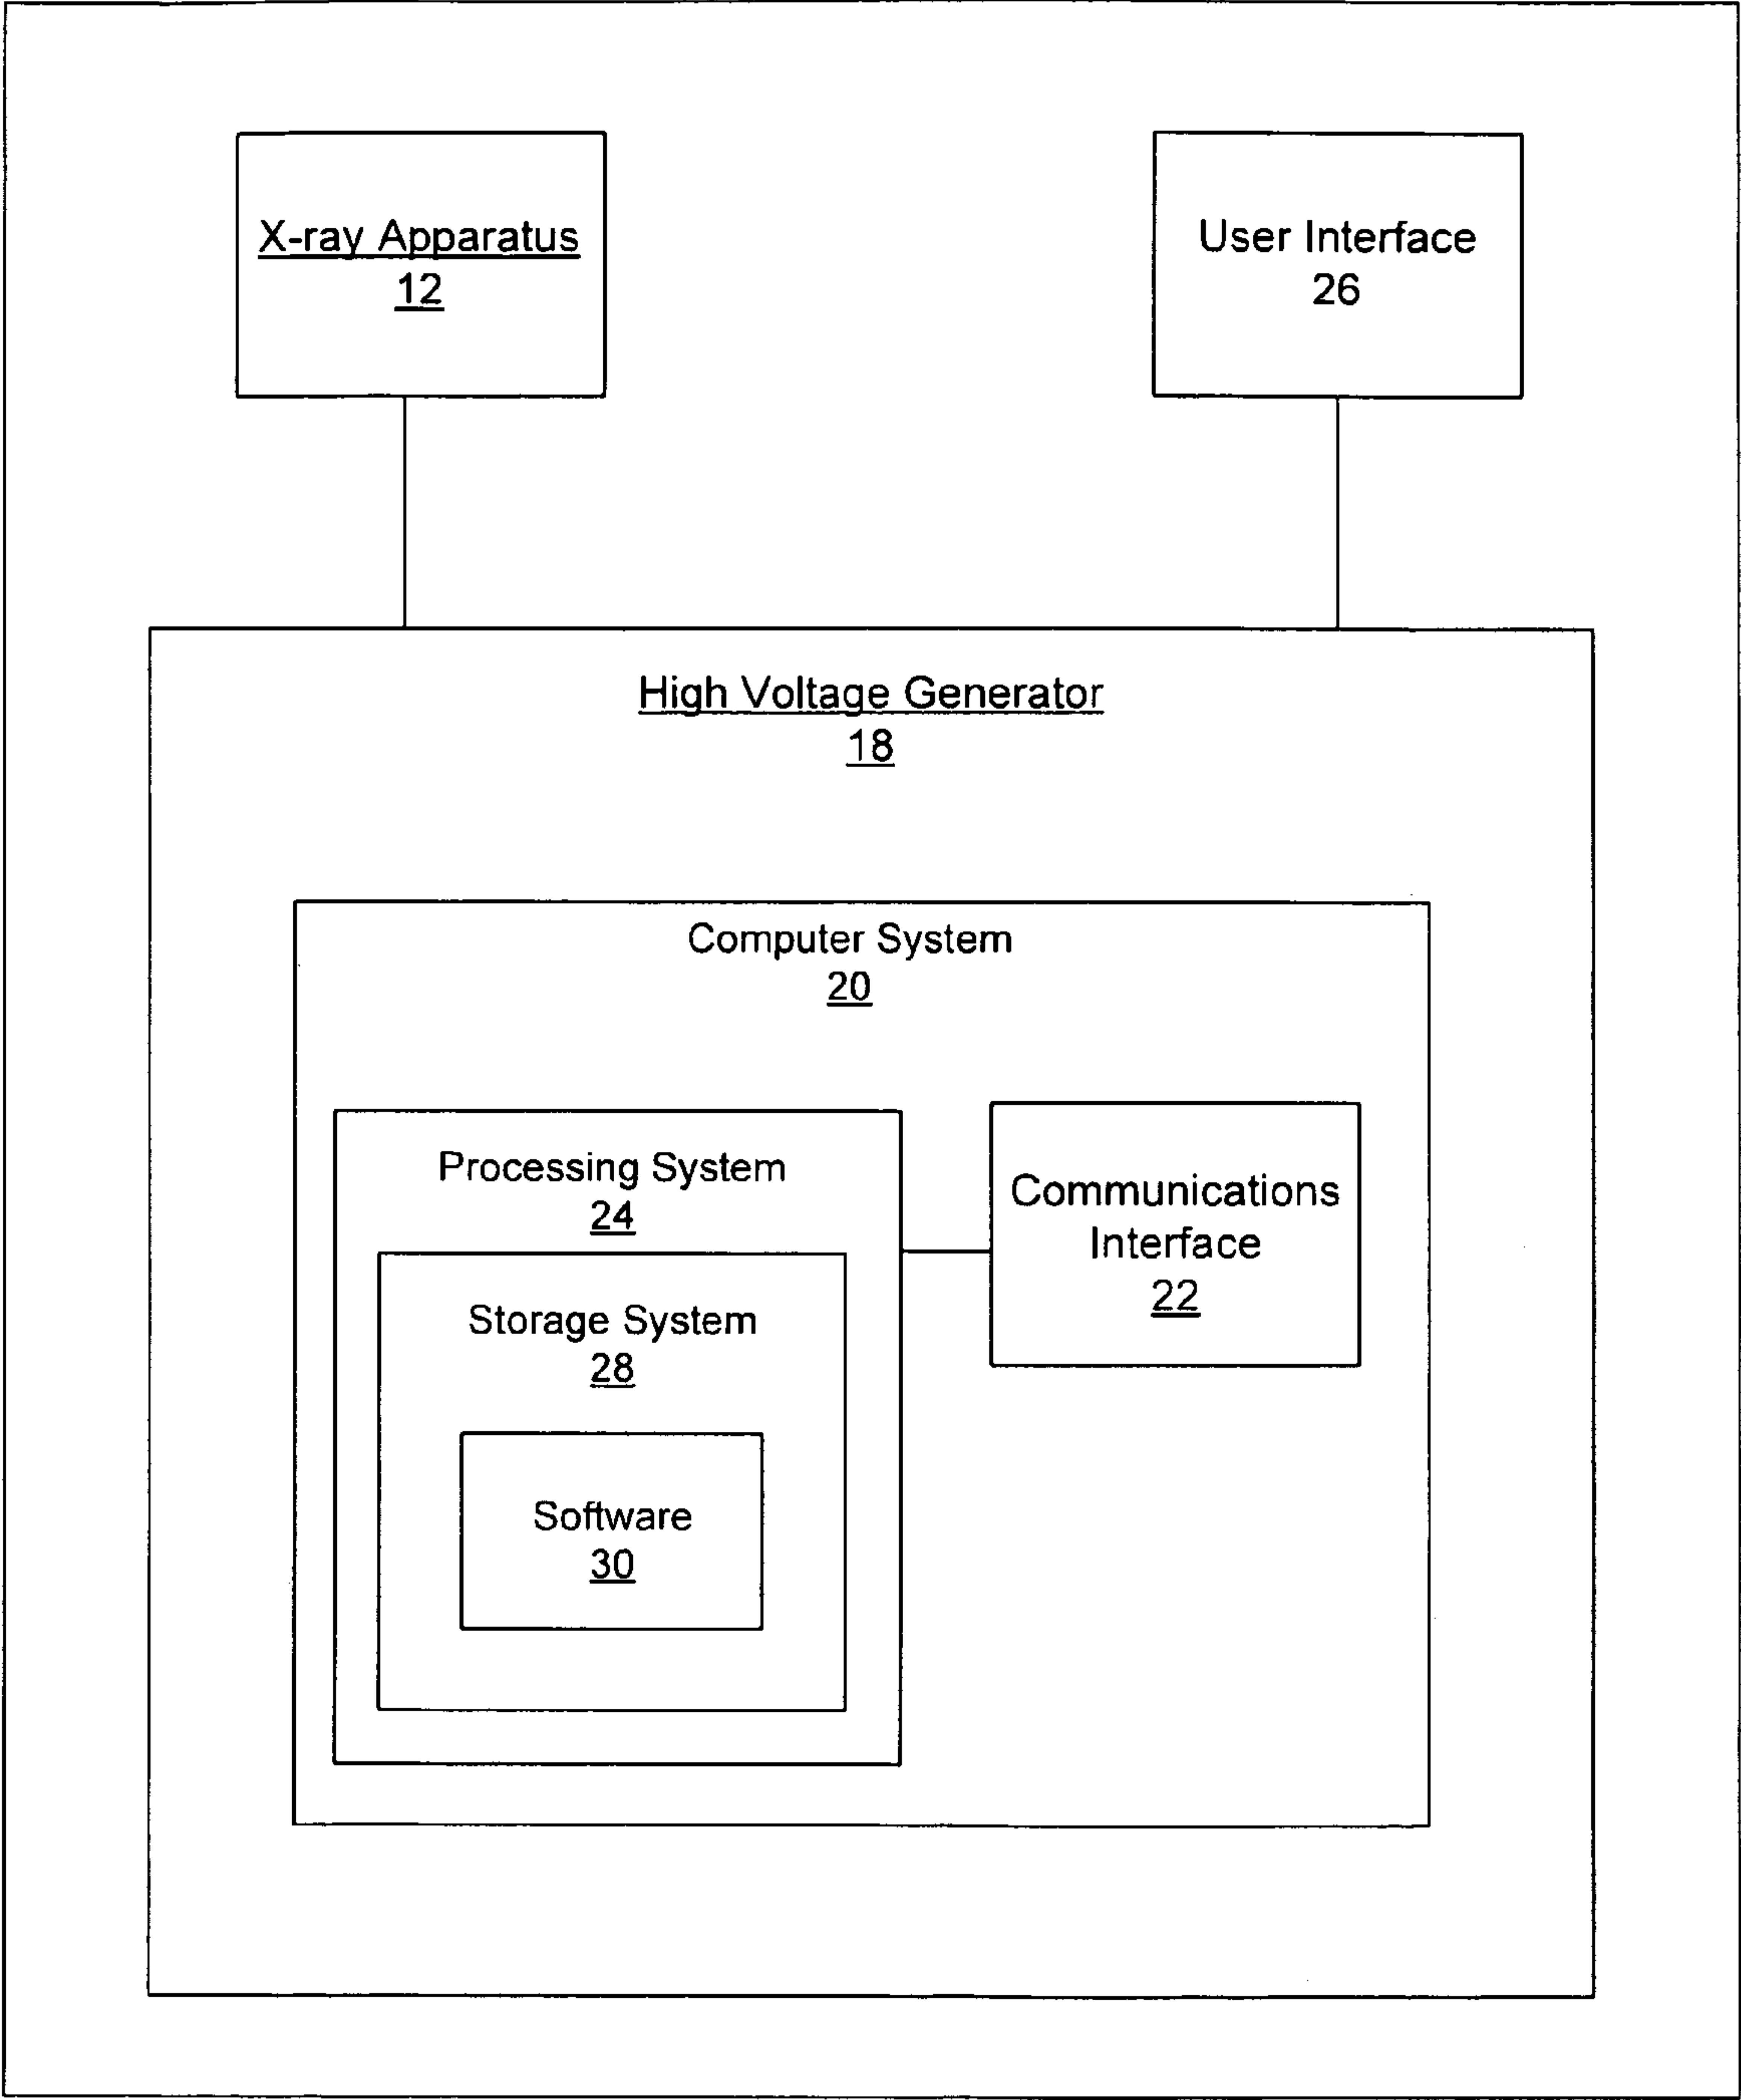 X-ray Apparatus
12
User Interface
26
High Voltage Generator
18
Computer System
20
Processing System
24
Communications
Interface
22
Storage System
28
Software
30